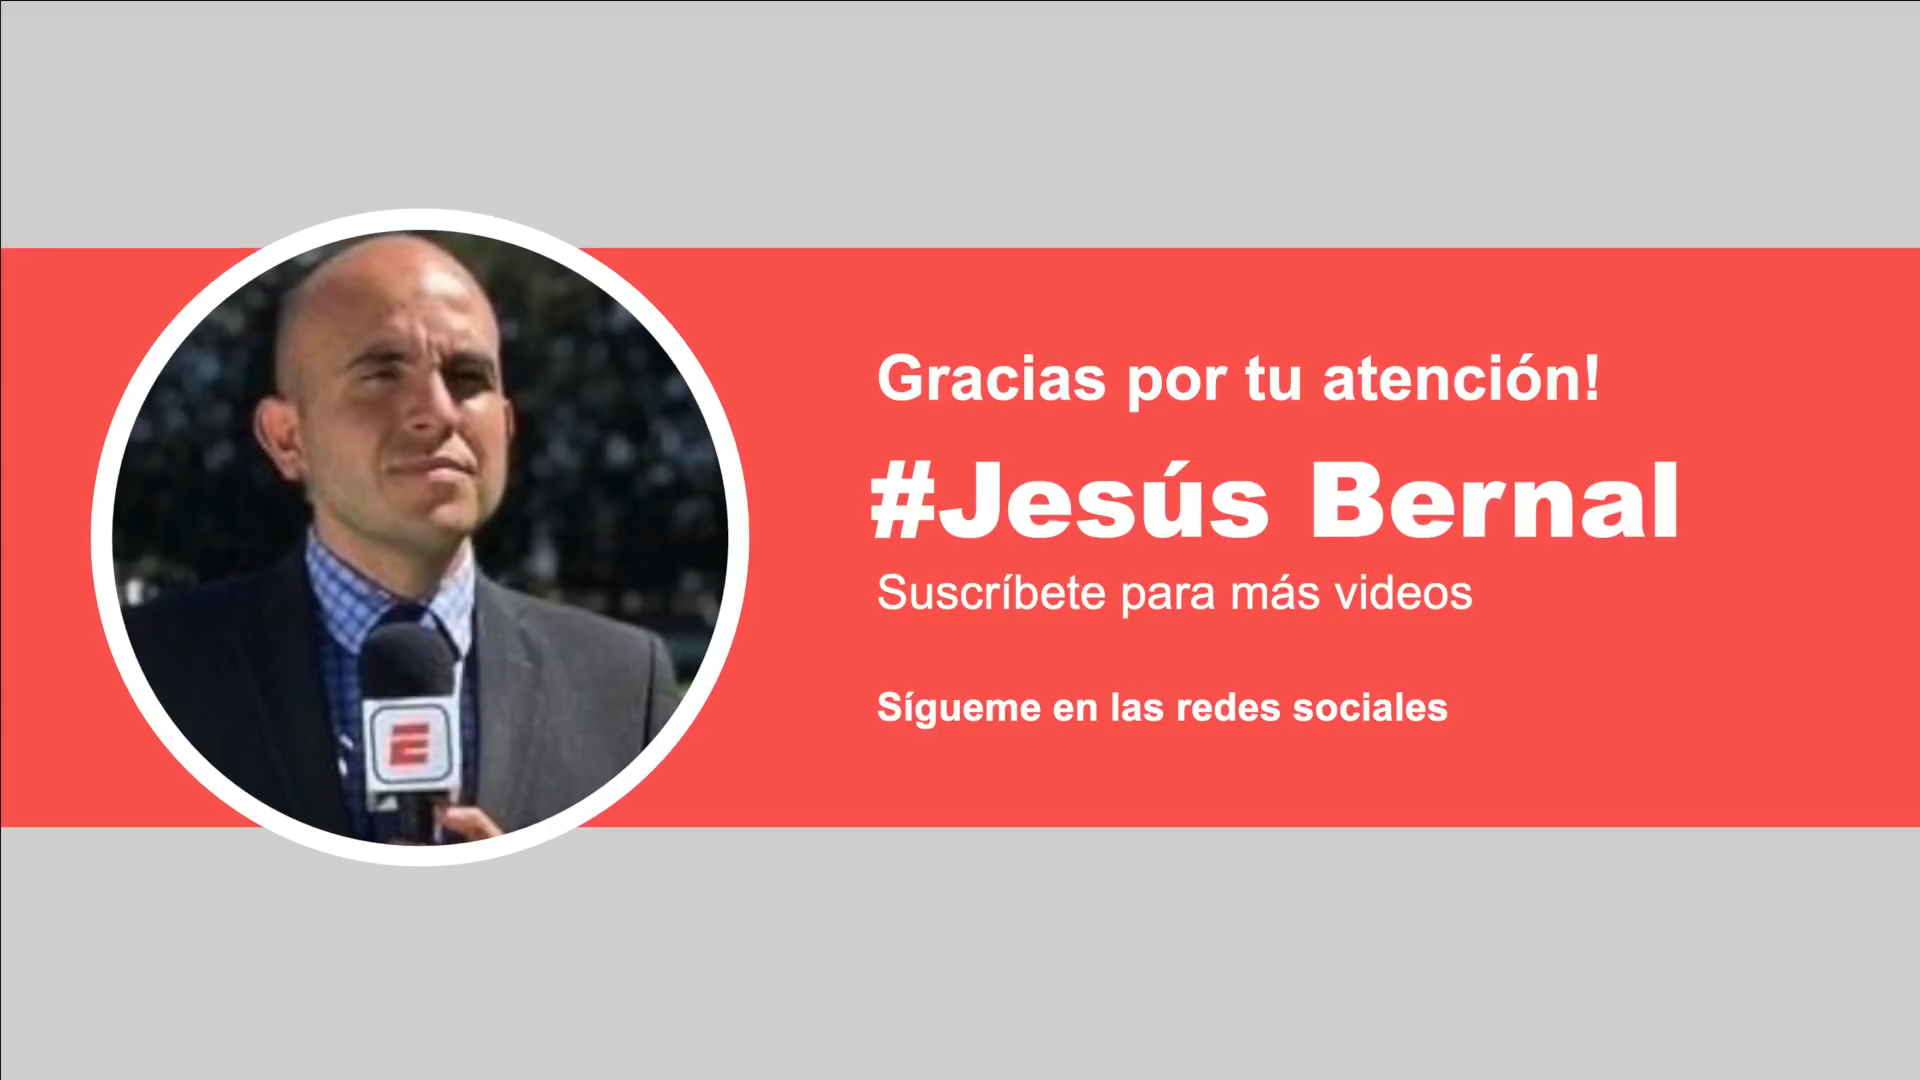 Gracias por tu atención!
#Jesús Bernal
Suscríbete para más videos
Sígueme en las redes sociales
E